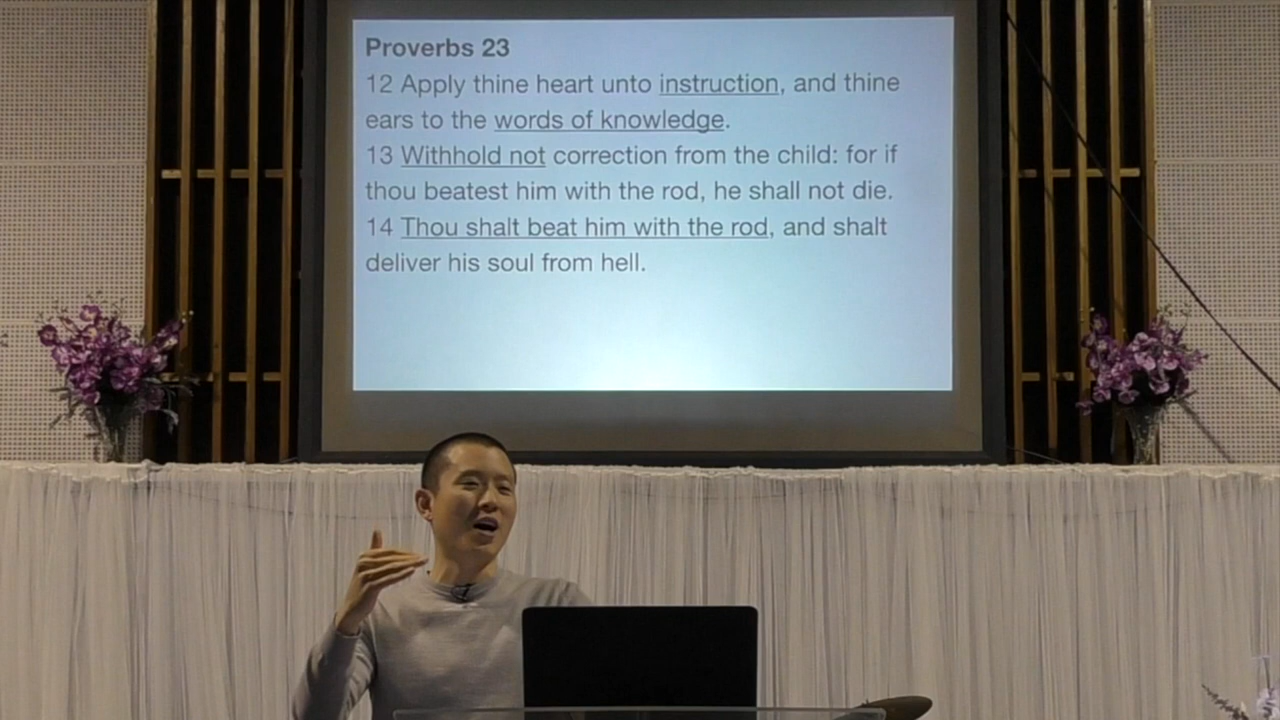 Proverbs 23
12 Apply thine heart unto instruction, and thine
ears to the words of knowledge.
13 Withhold not correction from the child: for if
thou beatest him with the rod, he shall not die.
14 Thou shalt beat him with the rod, and shalt
deliver his soul from hell.